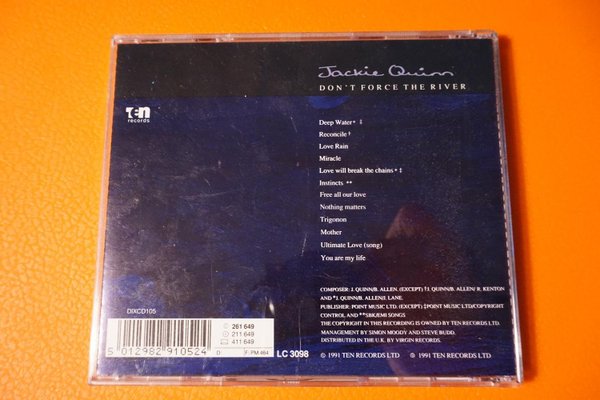 Jackie Quinn
DON'T FORCE THE RIVER
TEN
records
Deep Water* ‡
Reconcile†
Love Rain
Miracle
Love will break the chains*‡
Instincts **
Free all our love
Nothing matters
Trigonon
Mother
Ultimate Love (song)
You are my life
COMPOSER: J. QUINN/B. ALLEN. (EXCEPT) †J. QUINN/B. ALLEN/ R. KENTON
AND *J. QUINN/B. ALLEN/J. LANE.
PUBLISHER: POINT MUSIC LTD. (EXCEPT) ‡POINT MUSIC LTD/COPYRIGHT
CONTROL AND **SBK/EMI SONGS
THE COPYRIGHT IN THIS RECORDING IS OWNED BY TEN RECORDS LTD.
MANAGEMENT BY SIMON MOODY AND STEVE BUDD.
DISTRIBUTED IN THE U.K. BY VIRGIN RECORDS.
℗ 1991 TEN RECORDS LTD © 1991 TEN RECORDS LTD.
DIXCD105
261 649
211 649
411 649
5 012982 910524
D F: PM 464
LC 3098